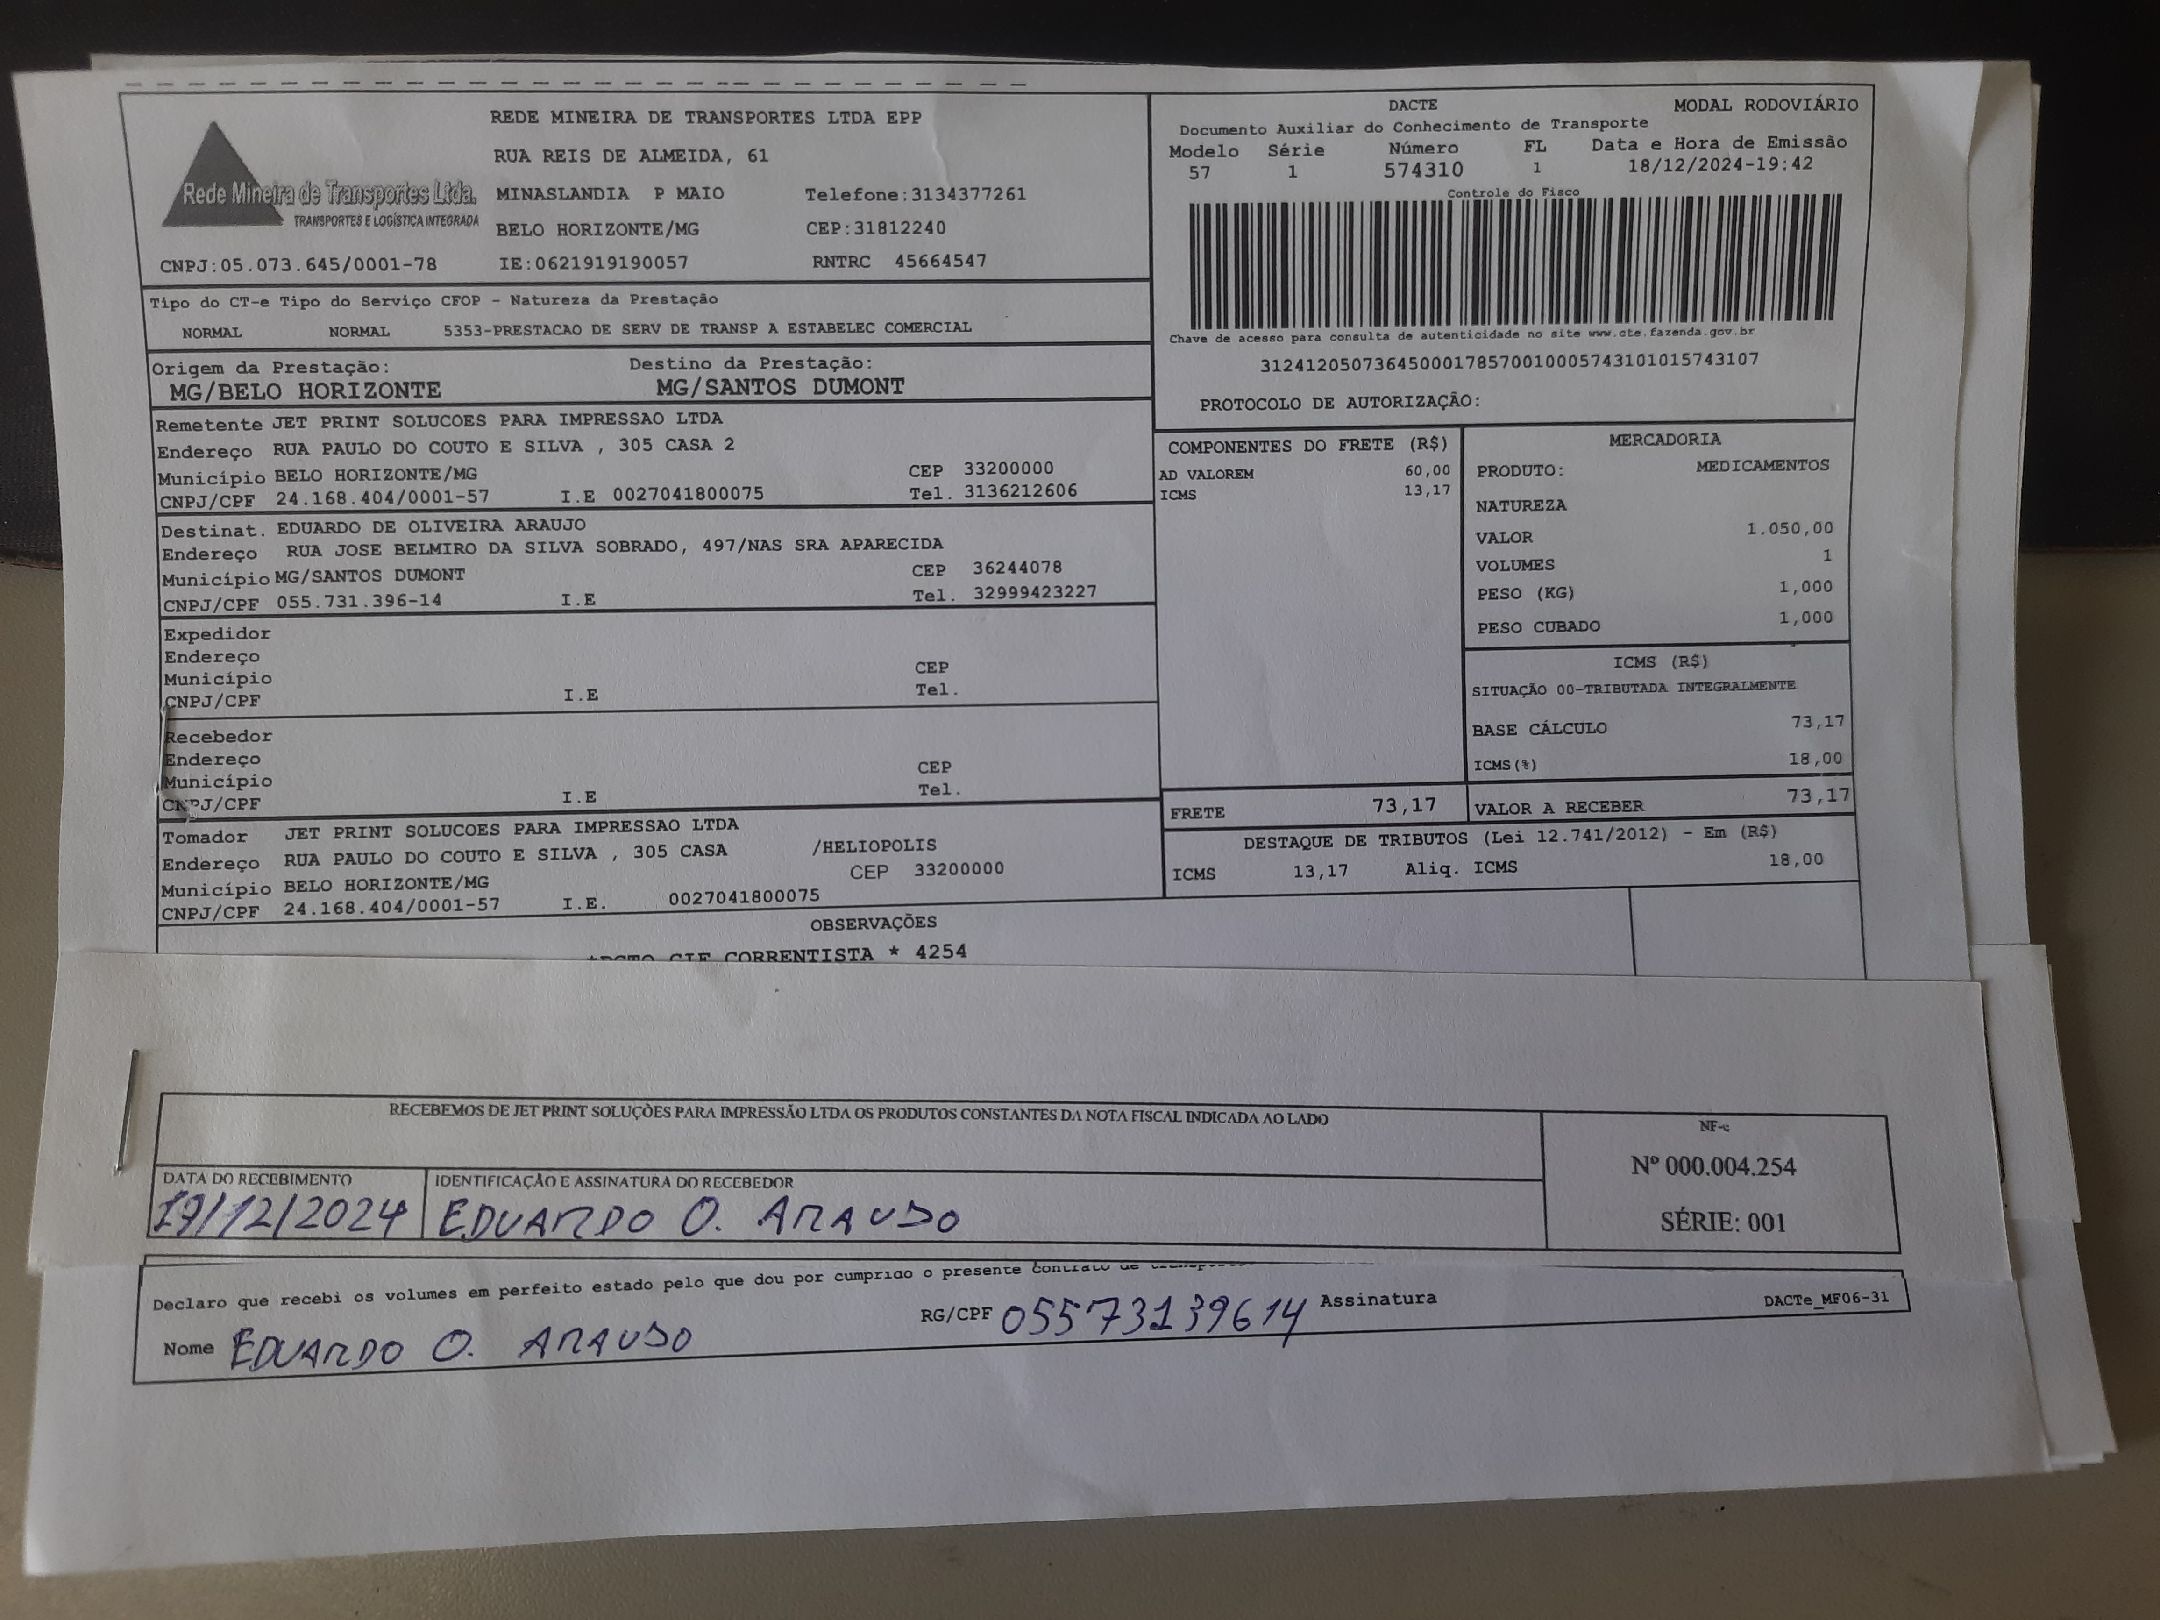 REDE MINEIRA DE TRANSPORTES LTDA EPP
RUA REIS DE ALMEIDA, 61
Rede Mineira de Transportes Ltda.
TRANSPORTES E LOGÍSTICA INTEGRADA
MINASLANDIA P MAIO Telefone:3134377261
BELO HORIZONTE/MG CEP:31812240
CNPJ:05.073.645/0001-78 IE:0621919190057 RNTRC 45664547
DACTE MODAL RODOVIÁRIO
Documento Auxiliar do Conhecimento de Transporte
Modelo Série Número FL Data e Hora de Emissão
57 1 574310 1 18/12/2024-19:42
Controle do Fisco
Chave de acesso para consulta de autenticidade no site www.cte.fazenda.gov.br
31241205073645000178570010005743101015743107
PROTOCOLO DE AUTORIZAÇÃO:
Tipo do CT-e Tipo do Serviço CFOP - Natureza da Prestação
NORMAL NORMAL 5353-PRESTACAO DE SERV DE TRANSP A ESTABELEC COMERCIAL
Origem da Prestação: Destino da Prestação:
MG/BELO HORIZONTE MG/SANTOS DUMONT
Remetente JET PRINT SOLUCOES PARA IMPRESSAO LTDA
Endereço RUA PAULO DO COUTO E SILVA , 305 CASA 2
Município BELO HORIZONTE/MG CEP 33200000
CNPJ/CPF 24.168.404/0001-57 I.E 0027041800075 Tel. 3136212606
Destinat. EDUARDO DE OLIVEIRA ARAUJO
Endereço RUA JOSE BELMIRO DA SILVA SOBRADO, 497/NAS SRA APARECIDA
Município MG/SANTOS DUMONT CEP 36244078
CNPJ/CPF 055.731.396-14 I.E Tel. 32999423227
Expedidor
Endereço
Município CEP
CNPJ/CPF I.E Tel.
Recebedor
Endereço
Município CEP
CNPJ/CPF I.E Tel.
Tomador JET PRINT SOLUCOES PARA IMPRESSAO LTDA
Endereço RUA PAULO DO COUTO E SILVA , 305 CASA /HELIOPOLIS
Município BELO HORIZONTE/MG CEP 33200000
CNPJ/CPF 24.168.404/0001-57 I.E. 0027041800075
COMPONENTES DO FRETE (R$)
AD VALOREM 60,00
ICMS 13,17
MERCADORIA
PRODUTO: MEDICAMENTOS
NATUREZA
VALOR 1.050,00
VOLUMES 1
PESO (KG) 1,000
PESO CUBADO 1,000
ICMS (R$)
SITUAÇÃO 00-TRIBUTADA INTEGRALMENTE
BASE CÁLCULO 73,17
ICMS(%) 18,00
FRETE 73,17 VALOR A RECEBER 73,17
DESTAQUE DE TRIBUTOS (Lei 12.741/2012) - Em (R$)
ICMS 13,17 Aliq. ICMS 18,00
OBSERVAÇÕES
CIF CORRENTISTA * 4254
RECEBEMOS DE JET PRINT SOLUÇÕES PARA IMPRESSÃO LTDA OS PRODUTOS CONSTANTES DA NOTA FISCAL INDICADA AO LADO
DATA DO RECEBIMENTO IDENTIFICAÇÃO E ASSINATURA DO RECEBEDOR
19/12/2024 EDUARDO O. ARAUJO
NF-e
Nº 000.004.254
SÉRIE: 001
Declaro que recebi os volumes em perfeito estado pelo que dou por cumprido o presente contrato de
Nome EDUARDO O. ARAUJO RG/CPF 05573139614 Assinatura DACTe_MF06-31